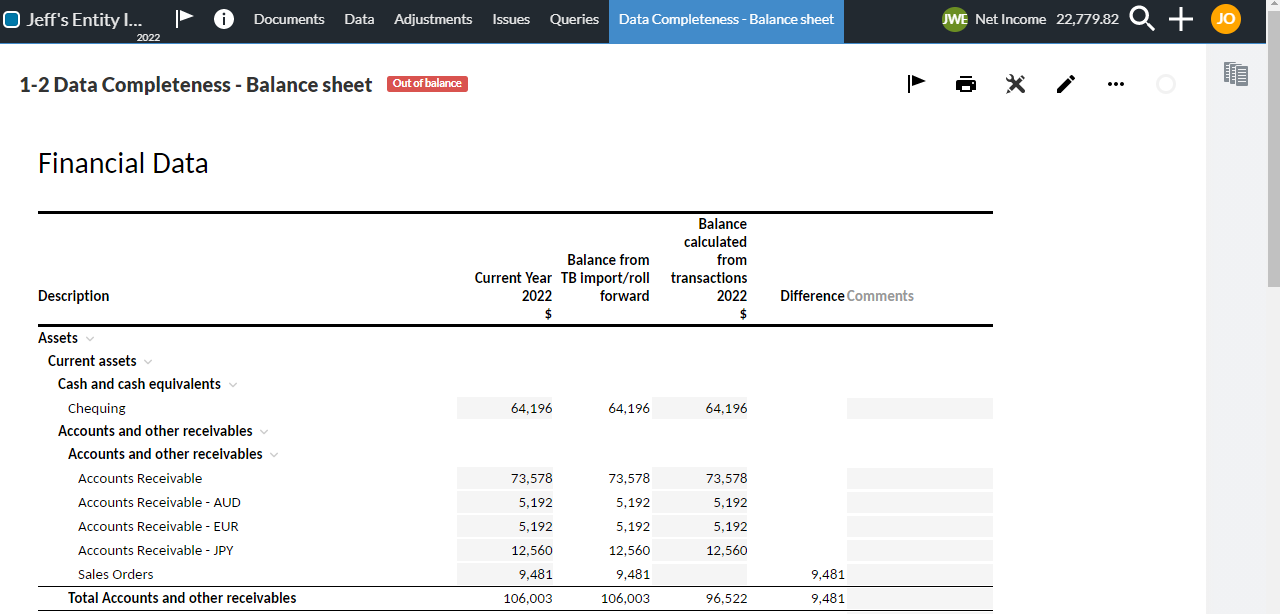 Jeff's Entity I... Documents Data Adjustments Issues Queries Data Completeness - Balance sheet JWE Net Income 22,779.82 JO
2022
1-2 Data Completeness - Balance sheet Out of balance
Financial Data
Balance
calculated
Balance from from
Current Year TB import/roll transactions
Description 2022 forward 2022 Difference Comments
$ $
Assets
Current assets
Cash and cash equivalents
Chequing 64,196 64,196 64,196
Accounts and other receivables
Accounts and other receivables
Accounts Receivable 73,578 73,578 73,578
Accounts Receivable - AUD 5,192 5,192 5,192
Accounts Receivable - EUR 5,192 5,192 5,192
Accounts Receivable - JPY 12,560 12,560 12,560
Sales Orders 9,481 9,481 9,481
Total Accounts and other receivables 106,003 106,003 96,522 9,481